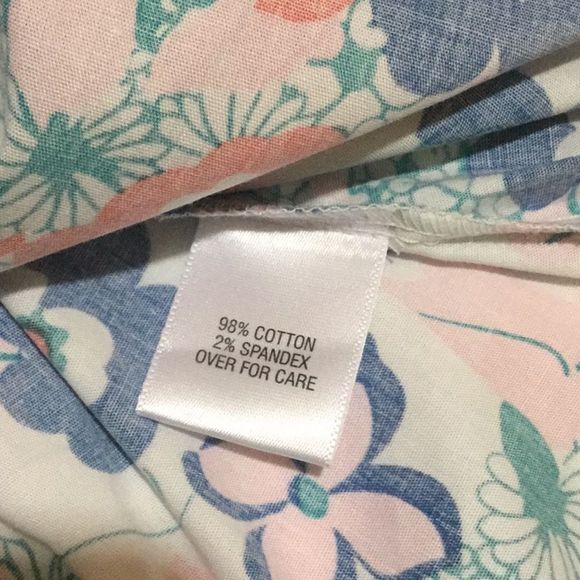 98% COTTON
2% SPANDEX
OVER FOR CARE